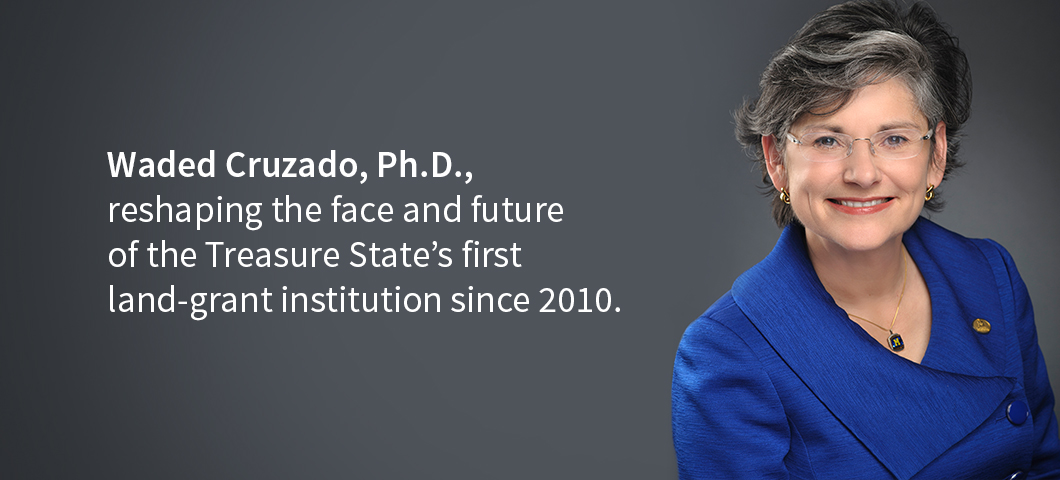 Waded Cruzado, Ph.D.,
reshaping the face and future
of the Treasure State’s first
land-grant institution since 2010.
M